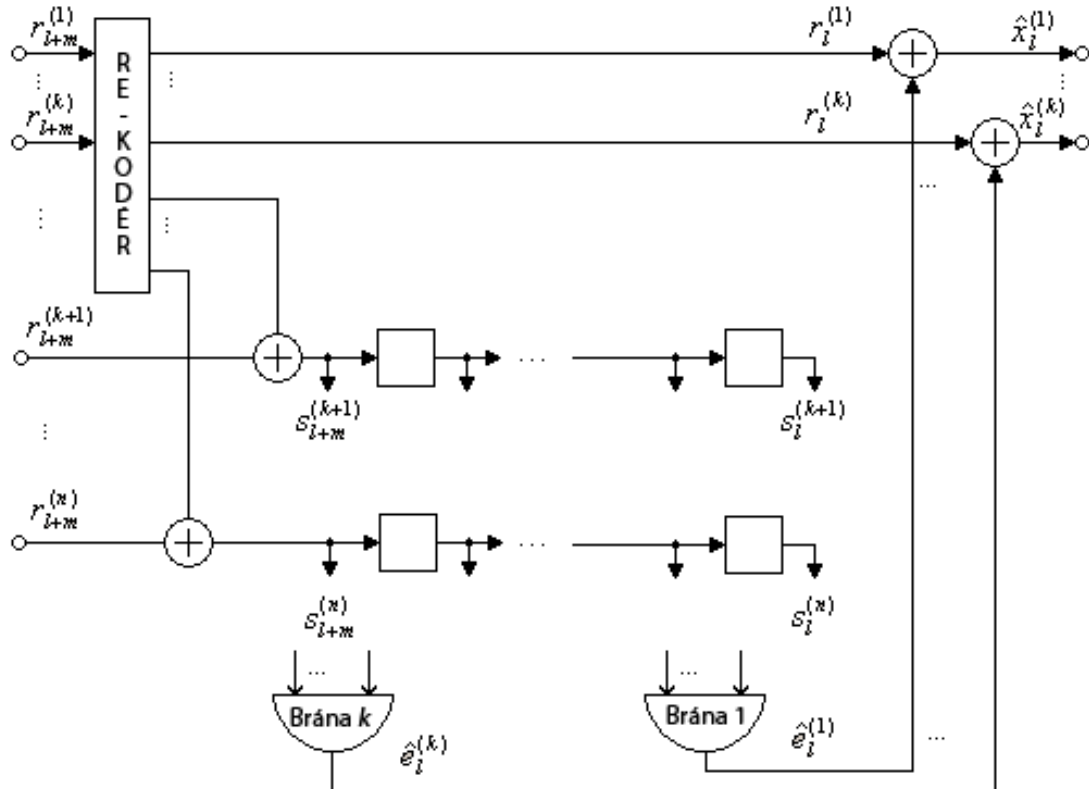 r_{l+m}^{(1)} r_l^{(1)} x̂_l^{(1)}
r_{l+m}^{(k)} r_l^{(k)} x̂_l^{(k)}
RE-KODÉR
r_{l+m}^{(k+1)}
s_{l+m}^{(k+1)} s_l^{(k+1)}
r_{l+m}^{(n)}
s_{l+m}^{(n)} s_l^{(n)}
Brána k Brána 1
ê_l^{(k)} ê_l^{(1)}